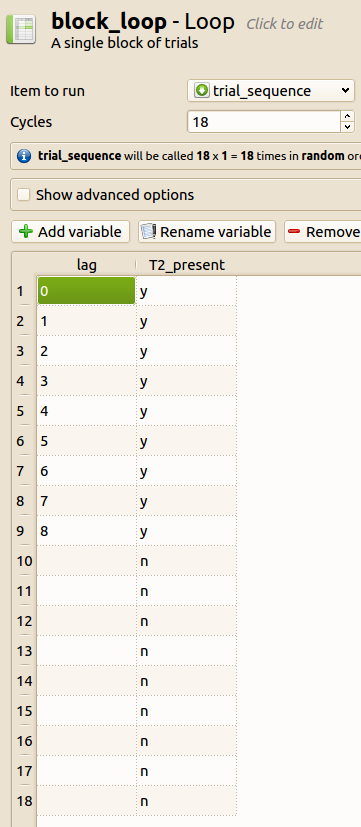 block_loop - Loop Click to edit
A single block of trials
Item to run trial_sequence
Cycles 18
trial_sequence will be called 18 x 1 = 18 times in random or
Show advanced options
Add variable Rename variable Remove
lag T2_present
1 0 y
2 1 y
3 2 y
4 3 y
5 4 y
6 5 y
7 6 y
8 7 y
9 8 y
10 n
11 n
12 n
13 n
14 n
15 n
16 n
17 n
18 n